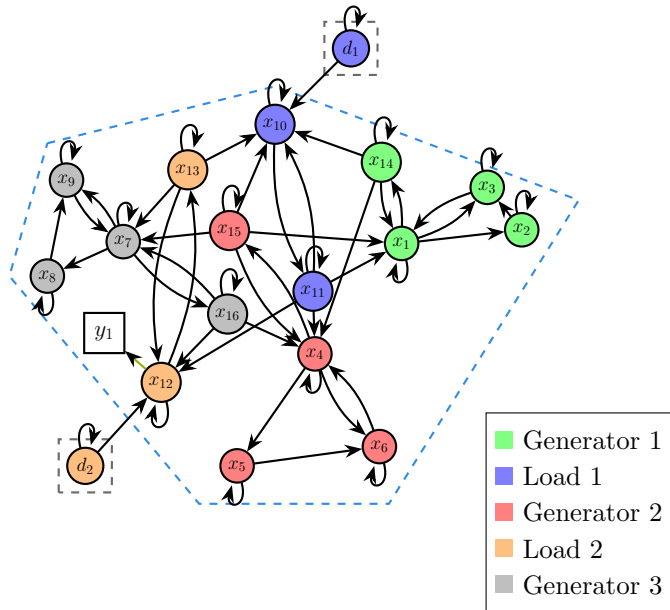 d₁
x₁₀
x₁₃
x₁₄
x₉
x₃
x₁₅
x₂
x₇
x₁
x₈
x₁₁
x₁₆
y₁
x₄
x₁₂
x₆
x₅
d₂
Generator 1
Load 1
Generator 2
Load 2
Generator 3